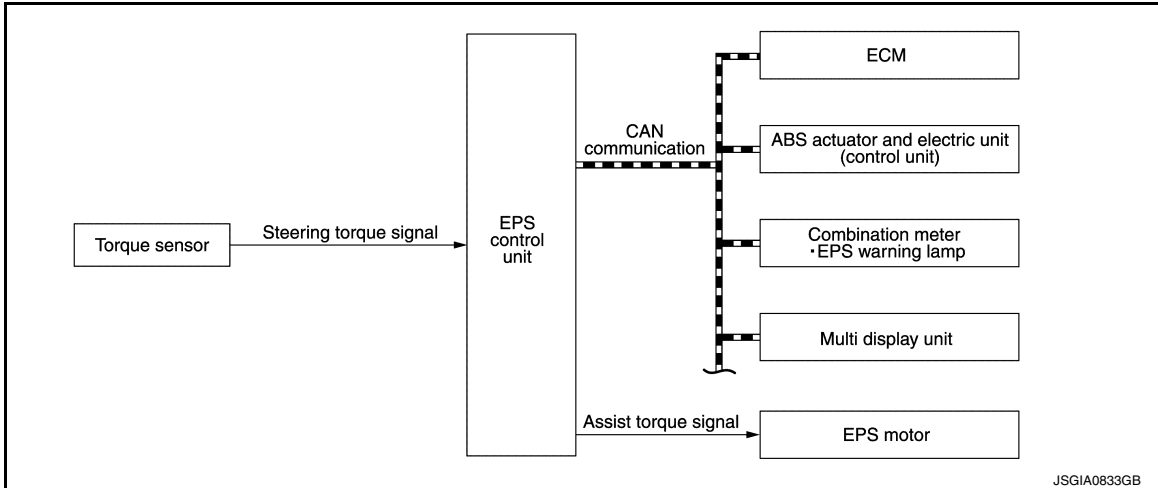 ECM
CAN
communication
ABS actuator and electric unit
(control unit)
Torque sensor
Steering torque signal
EPS
control
unit
Combination meter
･EPS warning lamp
Multi display unit
Assist torque signal
EPS motor
JSGIA0833GB